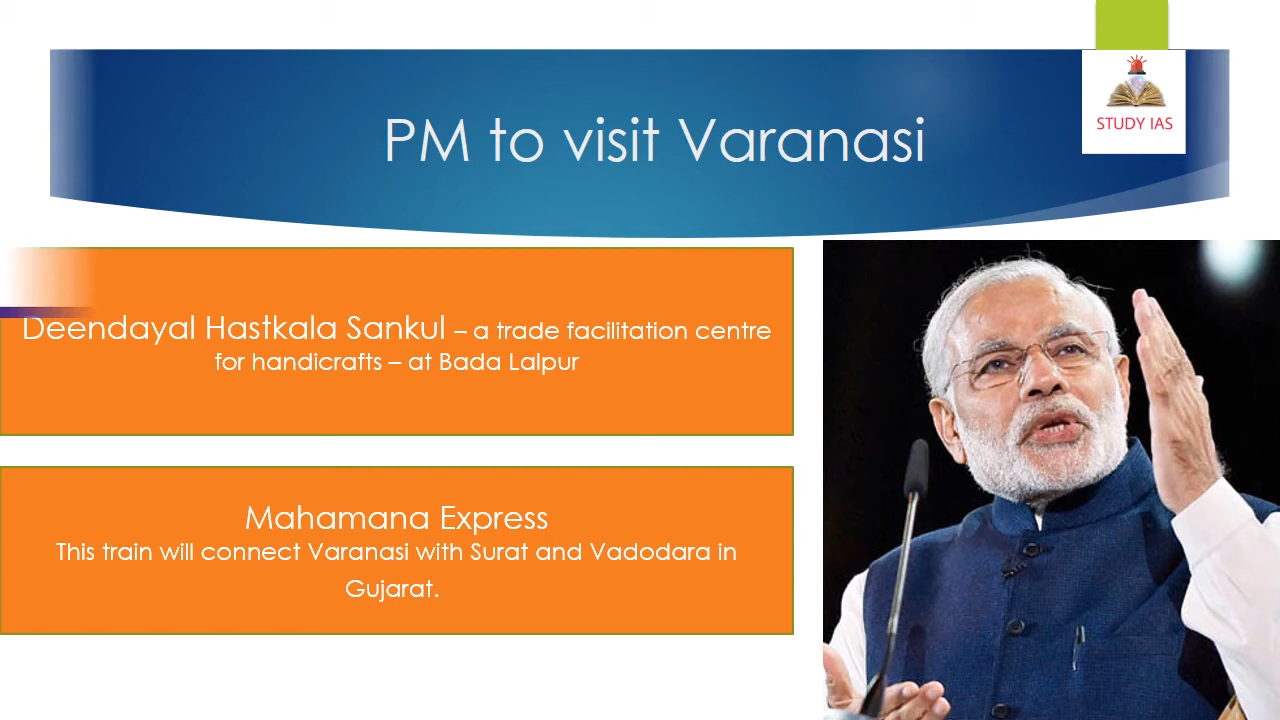 PM to visit Varanasi
STUDY IAS
Deendayal Hastkala Sankul – a trade facilitation centre
for handicrafts – at Bada Lalpur
Mahamana Express
This train will connect Varanasi with Surat and Vadodara in
Gujarat.